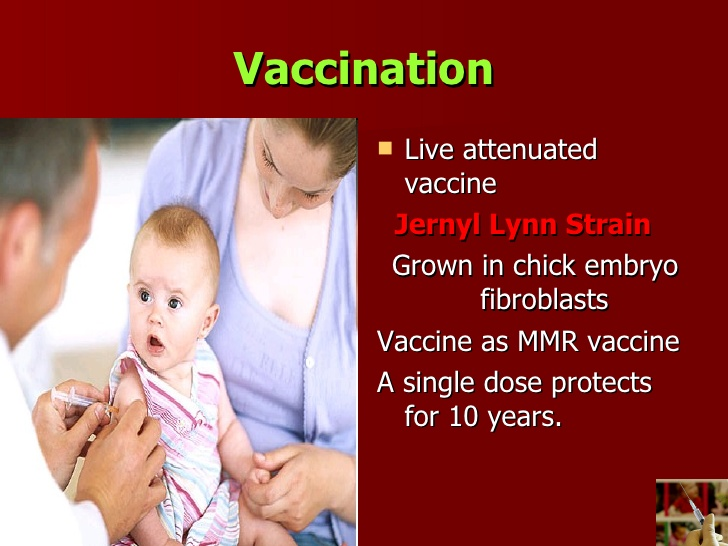 Vaccination
Live attenuated
vaccine
Jernyl Lynn Strain
Grown in chick embryo
fibroblasts
Vaccine as MMR vaccine
A single dose protects
for 10 years.